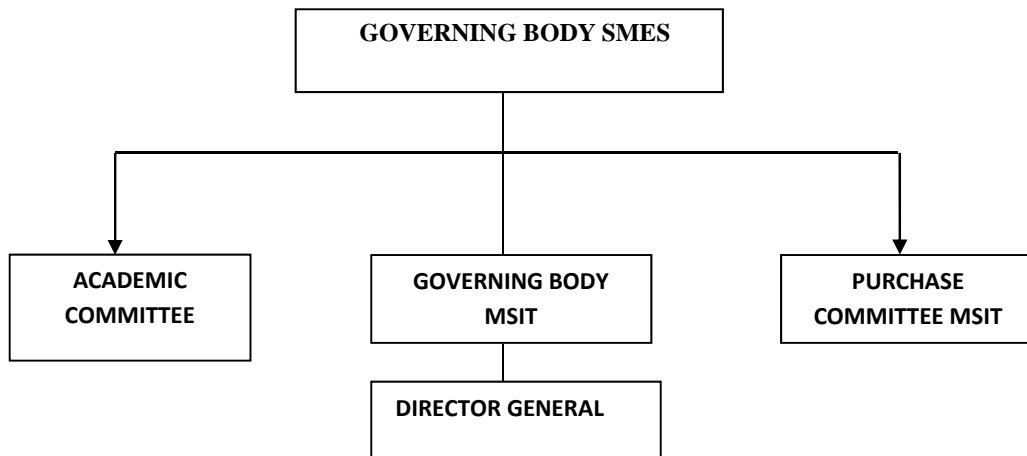 GOVERNING BODY SMES
ACADEMIC
COMMITTEE
GOVERNING BODY
MSIT
PURCHASE
COMMITTEE MSIT
DIRECTOR GENERAL